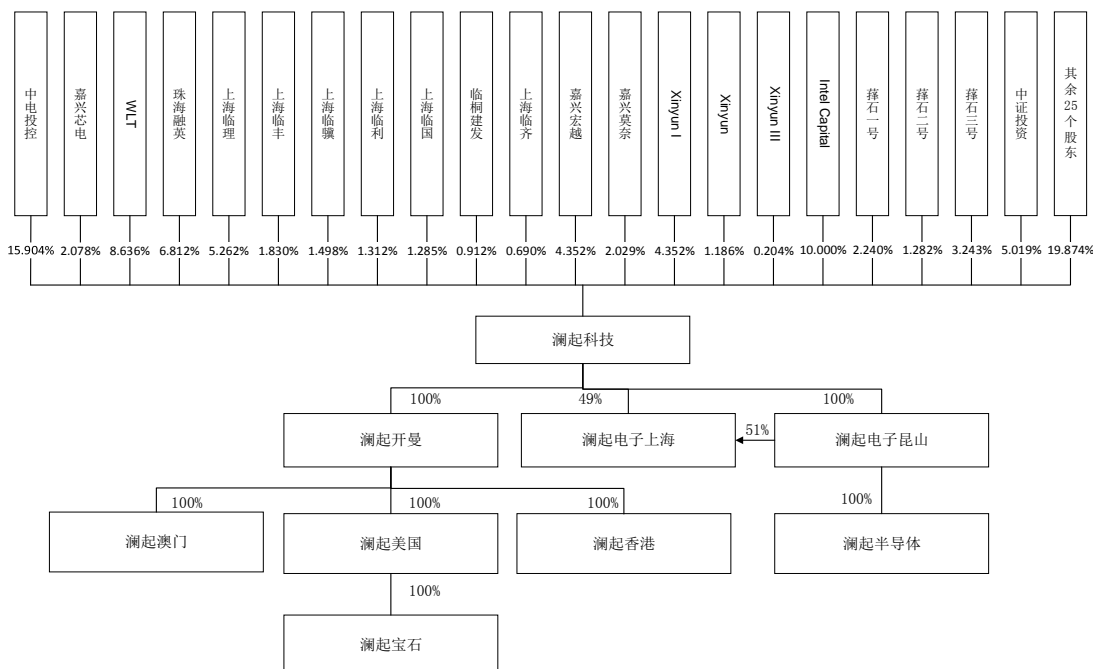 中电投控
嘉兴芯电
WLT
珠海融英
上海临理
上海临丰
上海临骥
上海临利
上海临国
临桐建发
上海临齐
嘉兴宏越
嘉兴莫奈
Xinyun I
Xinyun
Xinyun III
Intel Capital
萚石一号
萚石二号
萚石三号
中证投资
其余25个股东
15.904%
2.078%
8.636%
6.812%
5.262%
1.830%
1.498%
1.312%
1.285%
0.912%
0.690%
4.352%
2.029%
4.352%
1.186%
0.204%
10.000%
2.240%
1.282%
3.243%
5.019%
19.874%
澜起科技
100%
49%
100%
澜起开曼
澜起电子上海
51%
澜起电子昆山
100%
100%
100%
100%
澜起澳门
澜起美国
澜起香港
澜起半导体
100%
澜起宝石